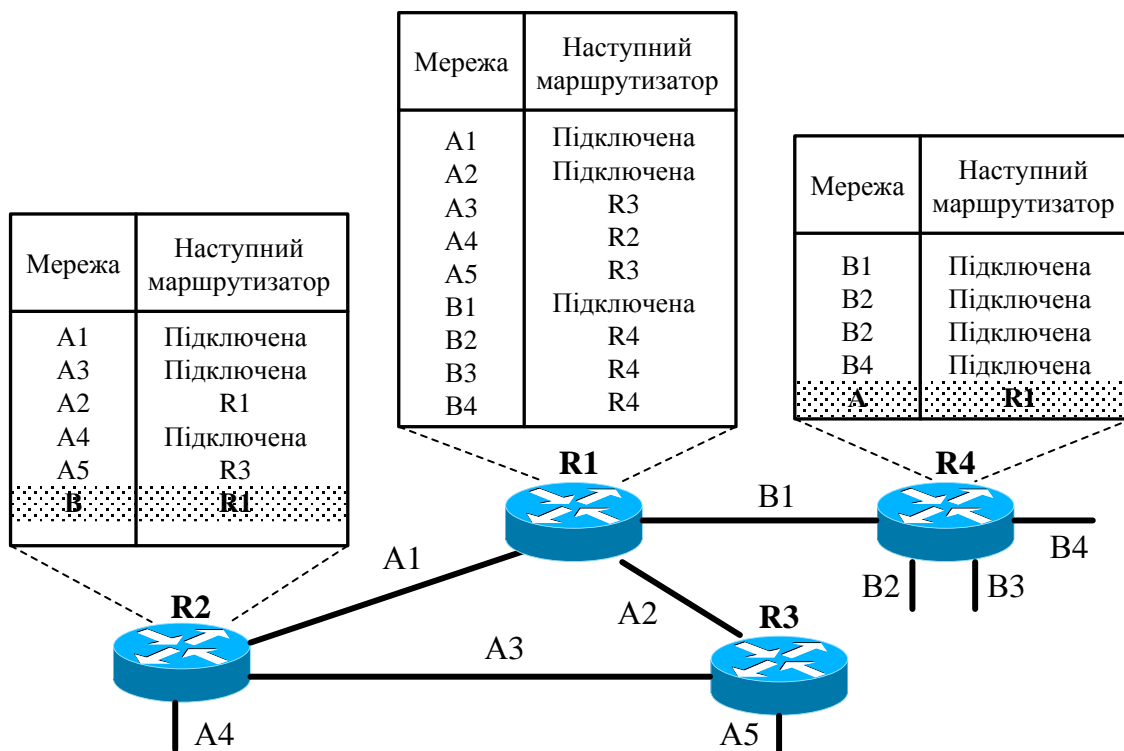 Мережа Наступний маршрутизатор
A1 Підключена
A2 Підключена
A3 R3
A4 R2
A5 R3
B1 Підключена
B2 R4
B3 R4
B4 R4
Мережа Наступний маршрутизатор
B1 Підключена
B2 Підключена
B2 Підключена
B4 Підключена
A R1
Мережа Наступний маршрутизатор
A1 Підключена
A3 Підключена
A2 R1
A4 Підключена
A5 R3
B R1
R1
R4
B1
B4
A1
B2
B3
R2
A2
R3
A3
A4
A5